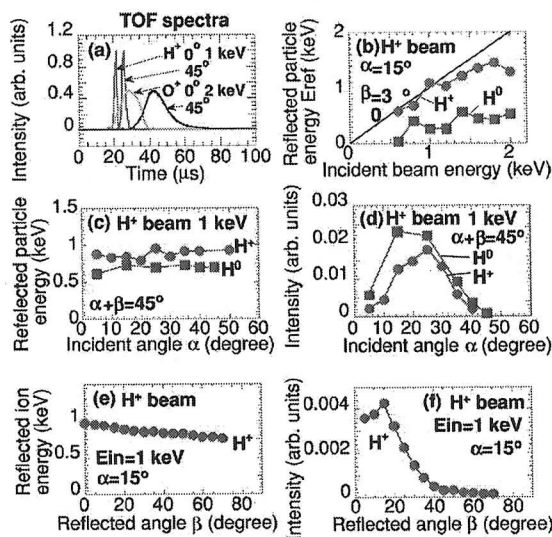 TOF spectra
(a)
H⁺ 0° 1 keV
45°
O⁺ 0° 2 keV
45°
Intensity (arb. units)
1.2
0.8
0.4
0
0 20 40 60 80 100
Time (μs)
(b) H⁺ beam
α=15°
β=3 °
0
H⁺
H⁰
Reflected particle
energy Eref (keV)
2
1
0
0 1 2
Incident beam energy (keV)
(c) H⁺ beam 1 keV
H⁺
H⁰
α+β=45°
Refelected particle
energy (keV)
1.5
1
0.5
0
0 10 20 30 40 50 60
Incident angle α (degree)
(d) H⁺ beam 1 keV
α+β=45°
H⁰
H⁺
Intensity (arb. units)
0.03
0.02
0.01
0
0 10 20 30 40 50 60
Incident angle α (degree)
(e) H⁺ beam
H⁺
Ein=1 keV
α=15°
Reflected ion
energy (keV)
1
0
0 20 40 60 80
Reflected angle β (degree)
(f) H⁺ beam
Ein=1 keV
α=15°
H⁺
Intensity (arb. units)
0.004
0.002
0
0 20 40 60 80
Reflected angle β (degree)